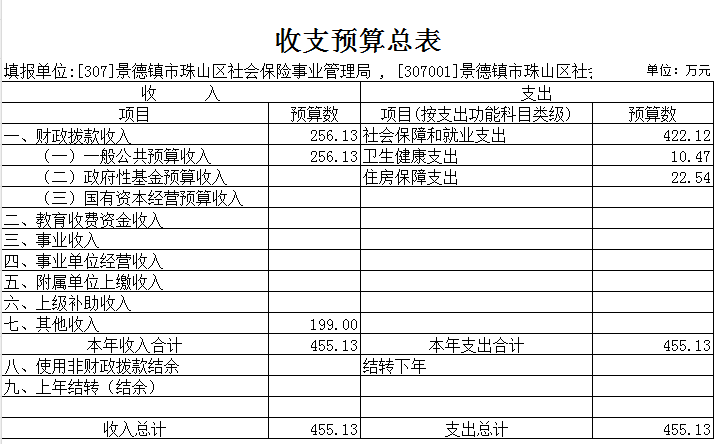 收支预算总表
填报单位:[307]景德镇市珠山区社会保险事业管理局 , [307001]景德镇市珠山区社 单位：万元
收 入 支出
项目 预算数 项目(按支出功能科目类级) 预算数
一、财政拨款收入 256.13 社会保障和就业支出 422.12
（一）一般公共预算收入 256.13 卫生健康支出 10.47
（二）政府性基金预算收入 住房保障支出 22.54
（三）国有资本经营预算收入
二、教育收费资金收入
三、事业收入
四、事业单位经营收入
五、附属单位上缴收入
六、上级补助收入
七、其他收入 199.00
本年收入合计 455.13 本年支出合计 455.13
八、使用非财政拨款结余 结转下年
九、上年结转（结余）
收入总计 455.13 支出总计 455.13